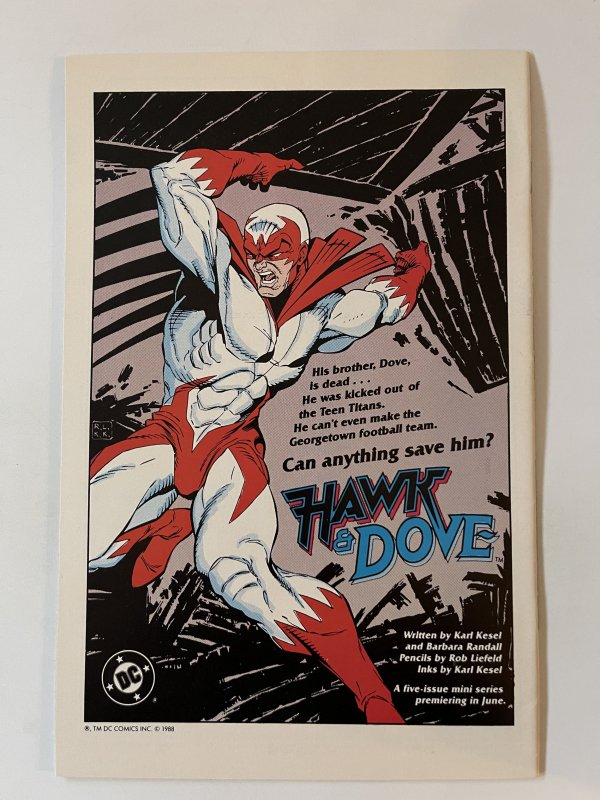 His brother, Dove,
is dead . . .
He was kicked out of
the Teen Titans.
He can't even make the
Georgetown football team.
Can anything save him?
HAWK
& DOVE™
R.L.
K.K.
Written by Karl Kesel
and Barbara Randall
Pencils by Rob Liefeld
Inks by Karl Kesel
A five-issue mini series
premiering in June.
DC
®
®, TM DC COMICS INC. © 1988